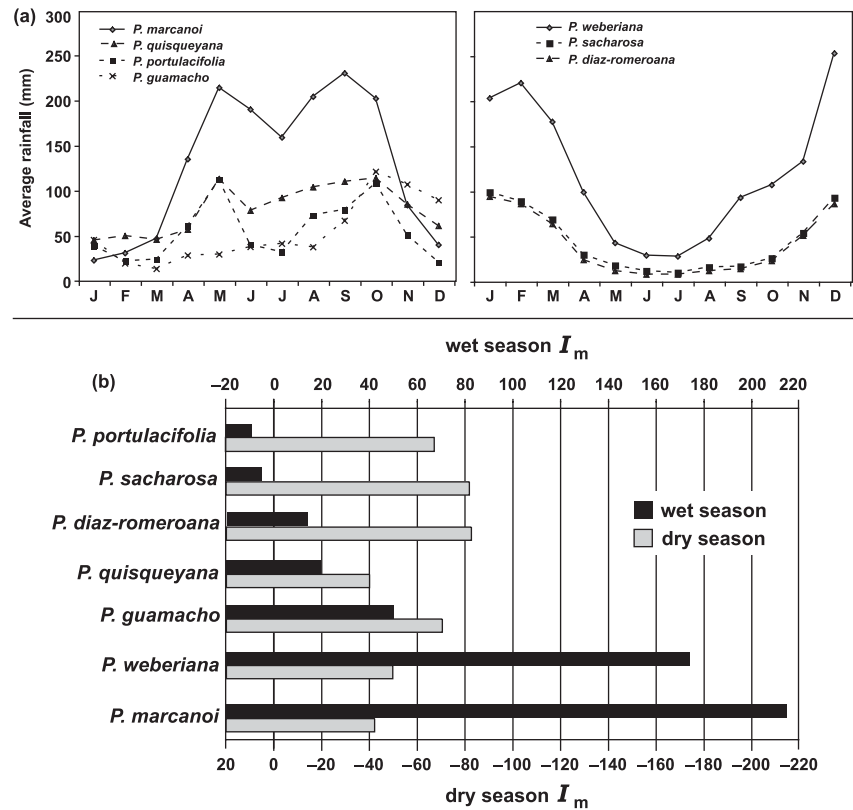 (a)
300
250
200
150
100
50
0
Average rainfall (mm)
P. marcanoi
P. quisqueyana
P. portulacifolia
P. guamacho
J F M A M J J A S O N D
P. weberiana
P. sacharosa
P. diaz-romeroana
J F M A M J J A S O N D
wet season Im
(b)
–20 0 20 40 60 80 100 120 140 160 174 200 220
P. portulacifolia
P. sacharosa
P. diaz-romeroana
P. quisqueyana
P. guamacho
P. weberiana
P. marcanoi
wet season
dry season
20 0 –20 –40 –60 –80 –100 –120 –140 –160 –180 –200 –220
dry season Im